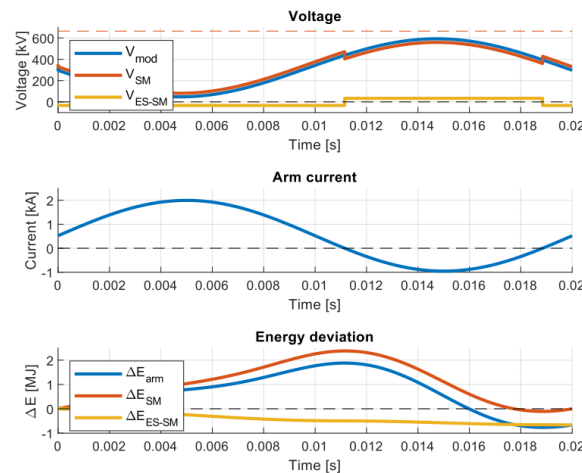 Voltage
Voltage [kV]
600
400
200
0
V_mod
V_SM
V_ES-SM
0 0.002 0.004 0.006 0.008 0.01 0.012 0.014 0.016 0.018 0.02
Time [s]
Arm current
Current [kA]
2
1
0
-1
0 0.002 0.004 0.006 0.008 0.01 0.012 0.014 0.016 0.018 0.02
Time [s]
Energy deviation
Δ E [MJ]
2
1
0
-1
ΔE_arm
ΔE_SM
ΔE_ES-SM
0 0.002 0.004 0.006 0.008 0.01 0.012 0.014 0.016 0.018 0.02
Time [s]